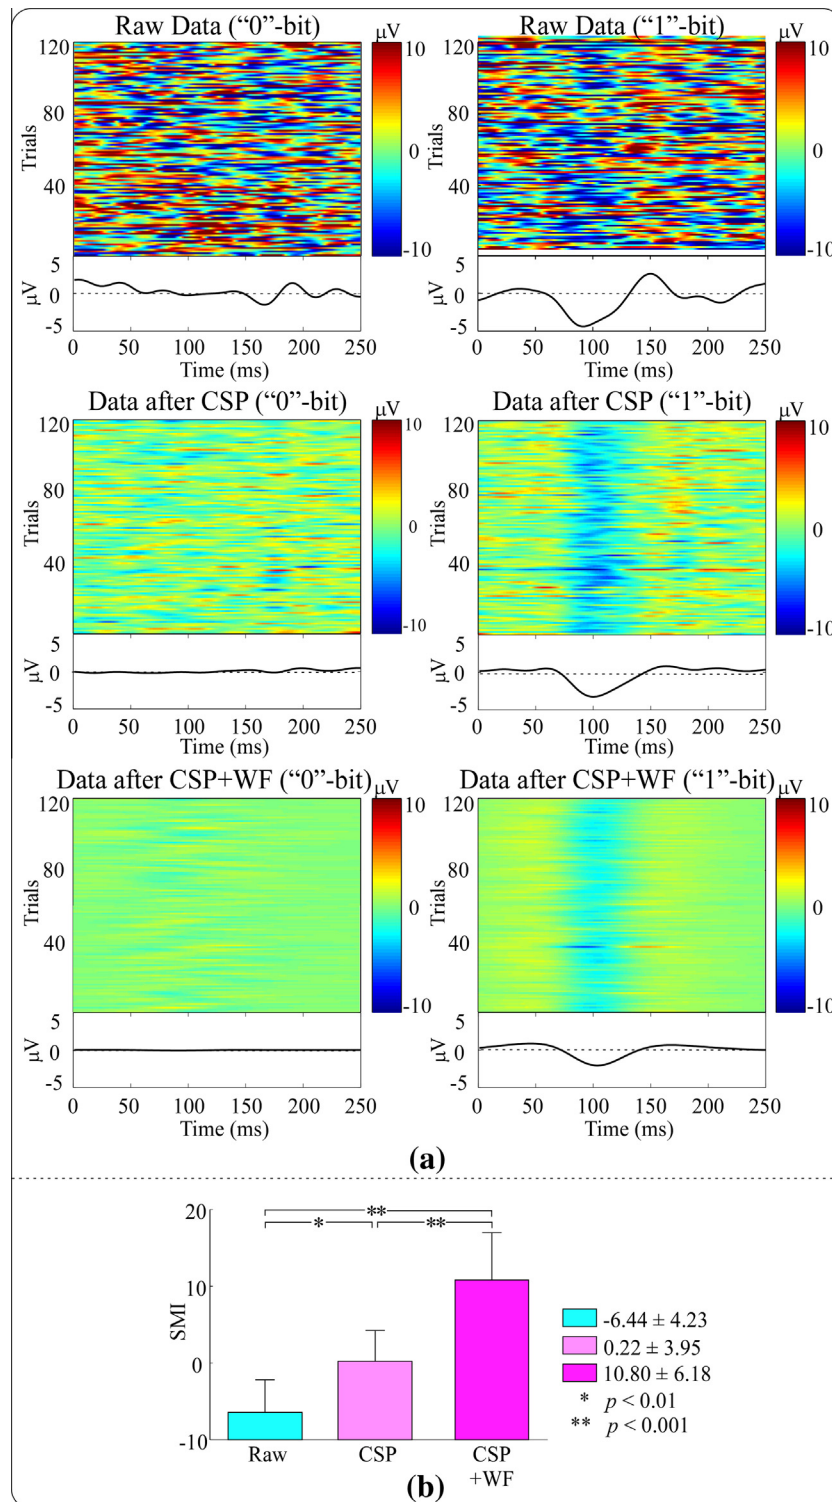 Raw Data (“0”-bit)
μV
120
80
40
Trials
10
0
-10
5
0
-5
μV
0 50 100 150 200 250
Time (ms)
Raw Data (“1”-bit)
μV
120
80
40
Trials
10
0
-10
5
0
-5
μV
0 50 100 150 200 250
Time (ms)
Data after CSP (“0”-bit)
μV
120
80
40
Trials
10
0
-10
5
0
-5
μV
0 50 100 150 200 250
Time (ms)
Data after CSP (“1”-bit)
μV
120
80
40
Trials
10
0
-10
5
0
-5
μV
0 50 100 150 200 250
Time (ms)
Data after CSP+WF (“0”-bit)
μV
120
80
40
Trials
10
0
-10
5
0
-5
μV
0 50 100 150 200 250
Time (ms)
Data after CSP+WF (“1”-bit)
μV
120
80
40
Trials
10
0
-10
5
0
-5
μV
0 50 100 150 200 250
Time (ms)
(a)
20
10
0
-10
SMI
**
* **
Raw CSP CSP
+WF
-6.44 ± 4.23
0.22 ± 3.95
10.80 ± 6.18
* p < 0.01
** p < 0.001
(b)